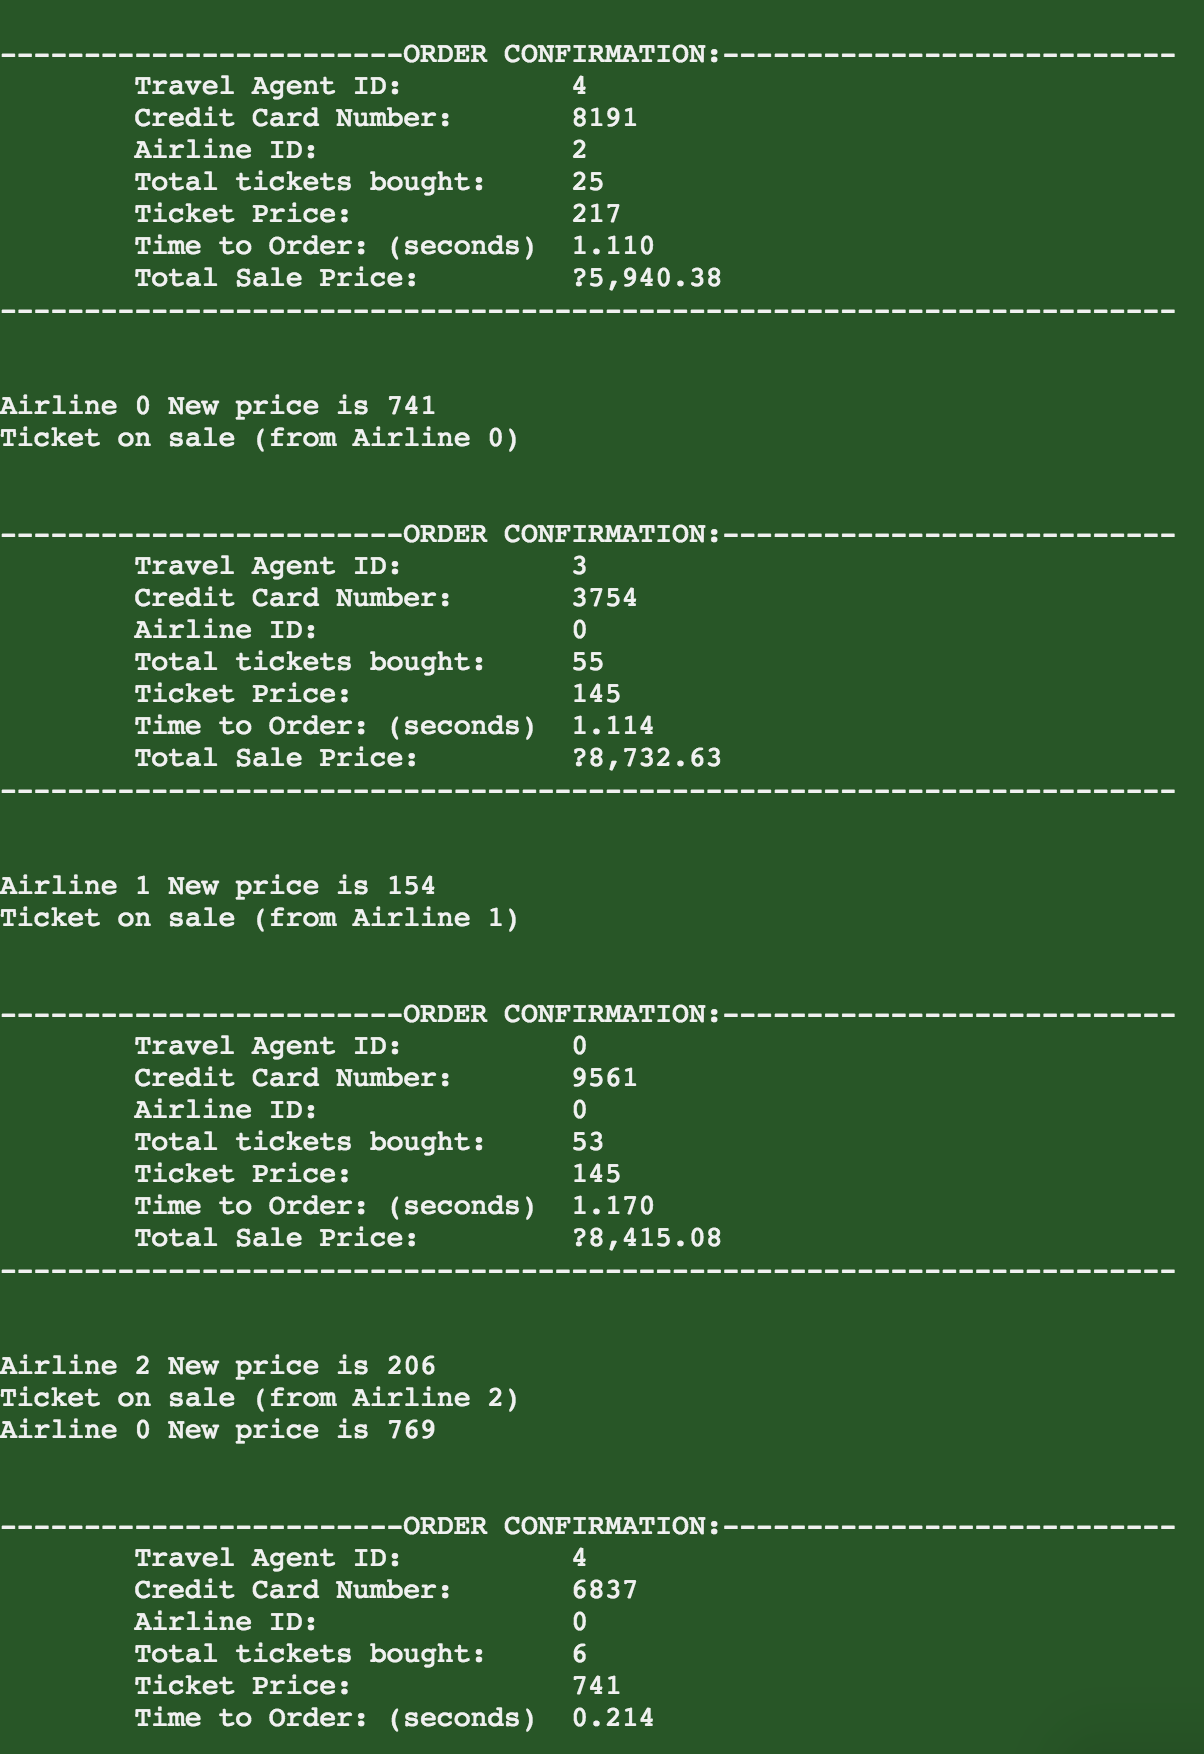 ------------------------ORDER CONFIRMATION:---------------------------
Travel Agent ID: 4
Credit Card Number: 8191
Airline ID: 2
Total tickets bought: 25
Ticket Price: 217
Time to Order: (seconds) 1.110
Total Sale Price: ?5,940.38
----------------------------------------------------------------------
Airline 0 New price is 741
Ticket on sale (from Airline 0)
------------------------ORDER CONFIRMATION:---------------------------
Travel Agent ID: 3
Credit Card Number: 3754
Airline ID: 0
Total tickets bought: 55
Ticket Price: 145
Time to Order: (seconds) 1.114
Total Sale Price: ?8,732.63
----------------------------------------------------------------------
Airline 1 New price is 154
Ticket on sale (from Airline 1)
------------------------ORDER CONFIRMATION:---------------------------
Travel Agent ID: 0
Credit Card Number: 9561
Airline ID: 0
Total tickets bought: 53
Ticket Price: 145
Time to Order: (seconds) 1.170
Total Sale Price: ?8,415.08
----------------------------------------------------------------------
Airline 2 New price is 206
Ticket on sale (from Airline 2)
Airline 0 New price is 769
------------------------ORDER CONFIRMATION:---------------------------
Travel Agent ID: 4
Credit Card Number: 6837
Airline ID: 0
Total tickets bought: 6
Ticket Price: 741
Time to Order: (seconds) 0.214